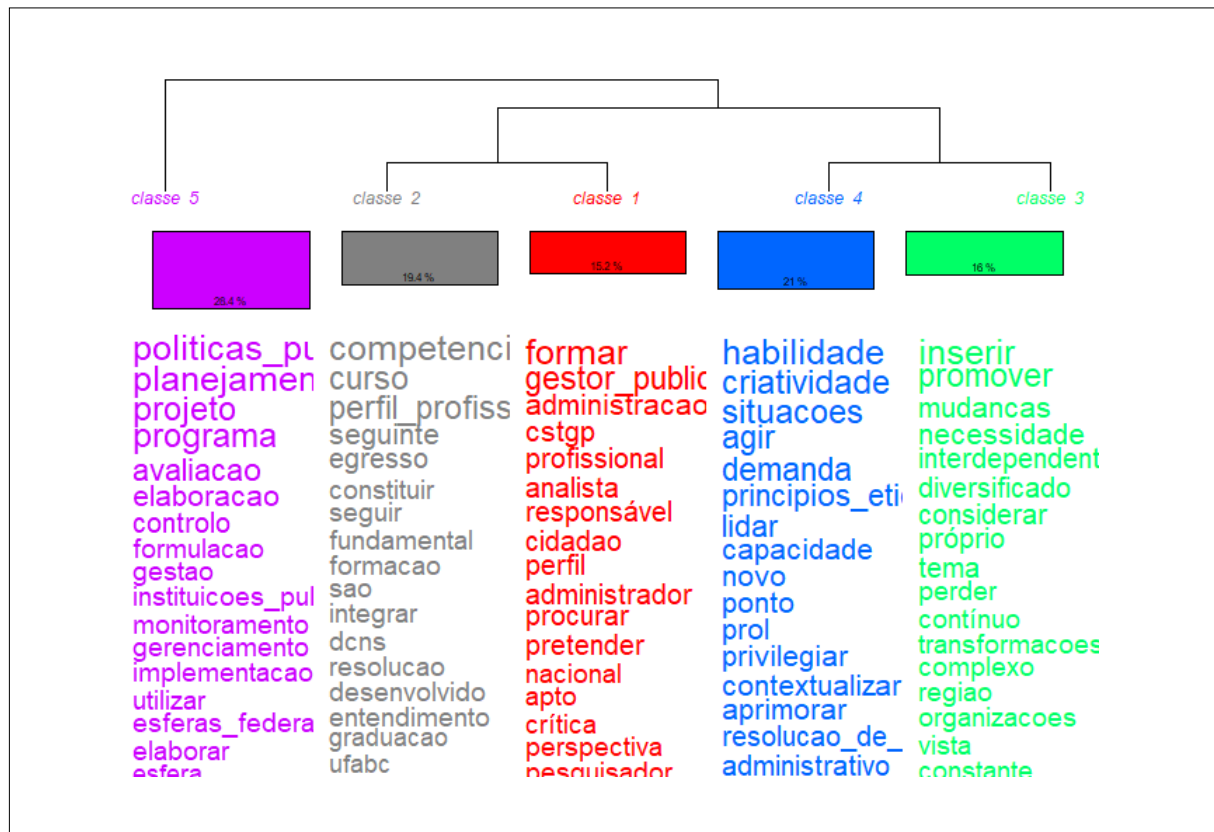 classe 5
classe 2
classe 1
classe 4
classe 3
28.4 %
19.4 %
15.2 %
21 %
16 %
politicas_pu
planejamen
projeto
programa
avaliacao
elaboracao
controlo
formulacao
gestao
instituicoes_pul
monitoramento
gerenciamento
implementacao
utilizar
esferas_federa
elaborar
esfera
competenci
curso
perfil_profiss
seguinte
egresso
constituir
seguir
fundamental
formacao
sao
integrar
dcns
resolucao
desenvolvido
entendimento
graduacao
ufabc
formar
gestor_public
administracao
cstgp
profissional
analista
responsável
cidadao
perfil
administrador
procurar
pretender
nacional
apto
crítica
perspectiva
pesquisador
habilidade
criatividade
situacoes
agir
demanda
principios_eti
lidar
capacidade
novo
ponto
prol
privilegiar
contextualizar
aprimorar
resolucao_de_
administrativo
inserir
promover
mudancas
necessidade
interdependent
diversificado
considerar
próprio
tema
perder
contínuo
transformacoes
complexo
regiao
organizacoes
vista
constante